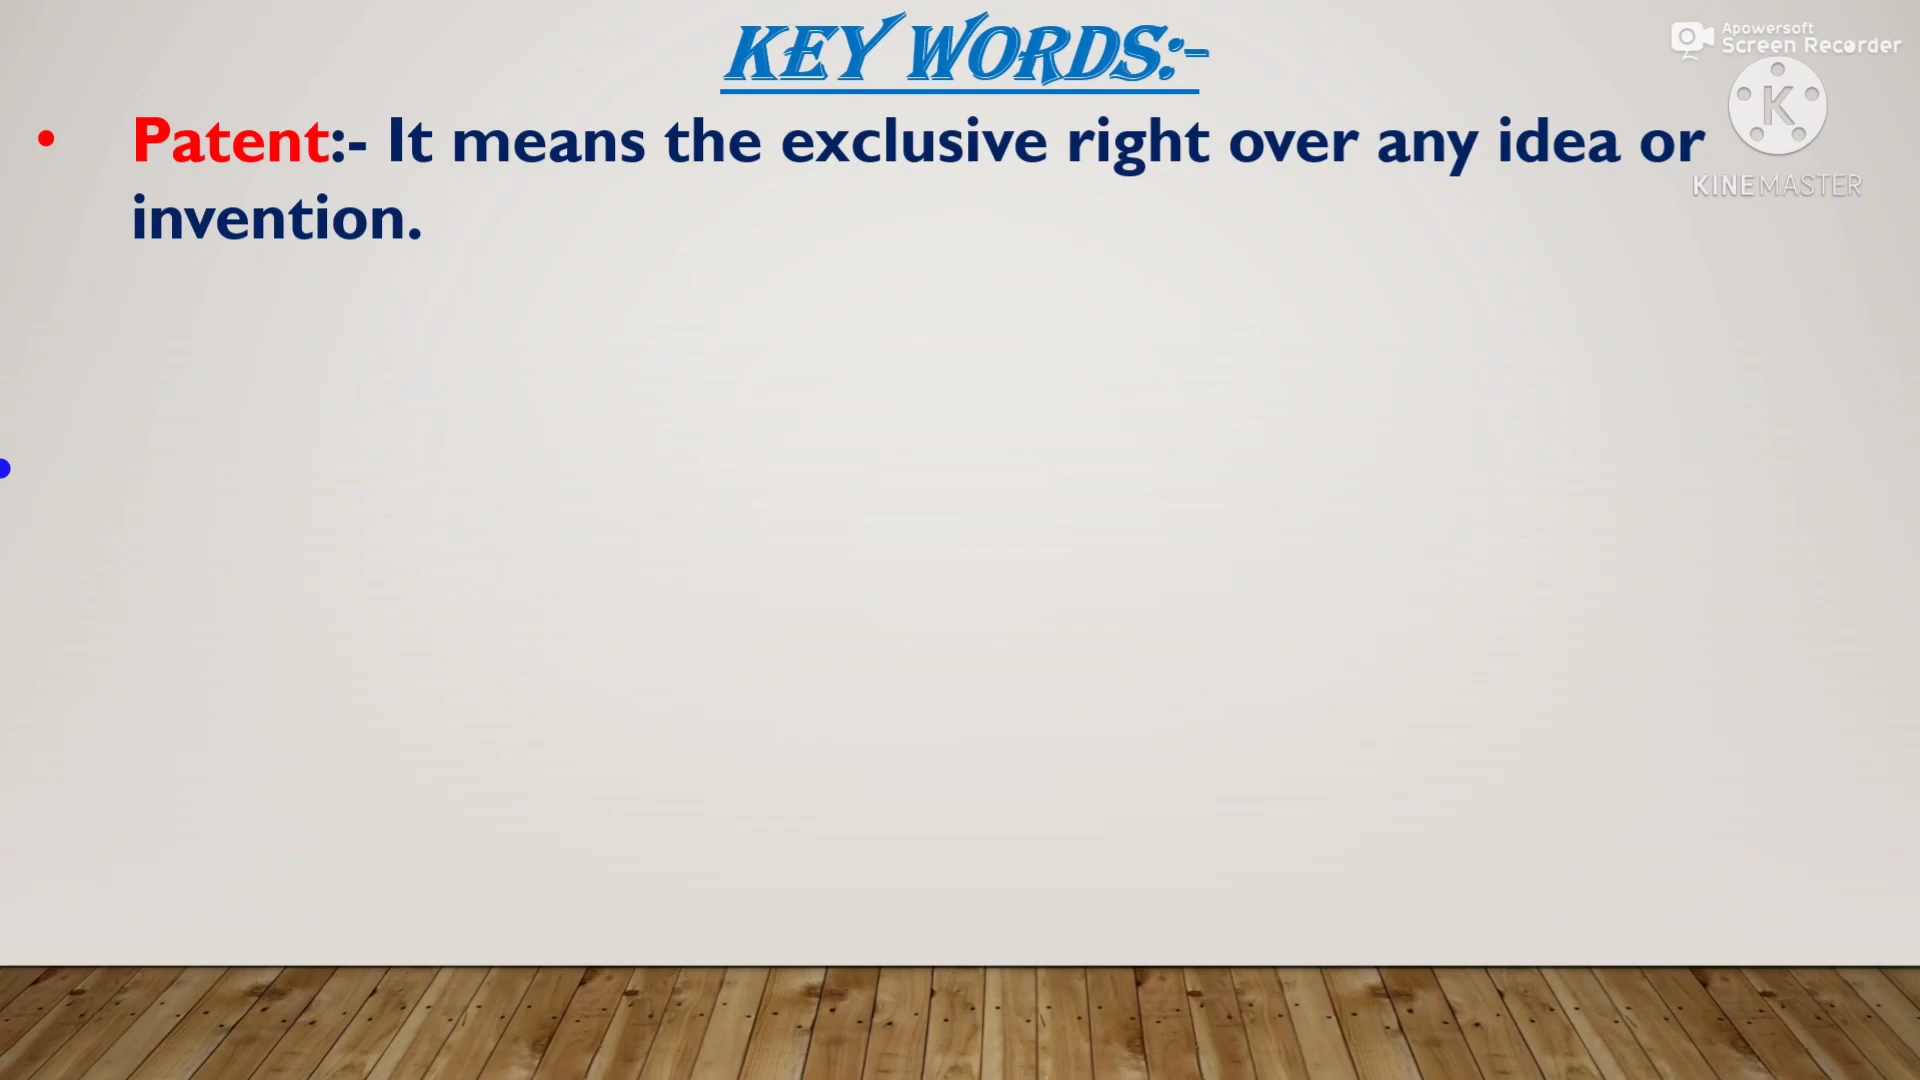 KEY WORDS:-
Apowersoft
Screen Recorder
• Patent:- It means the exclusive right over any idea or
invention.
K
KINEMASTER